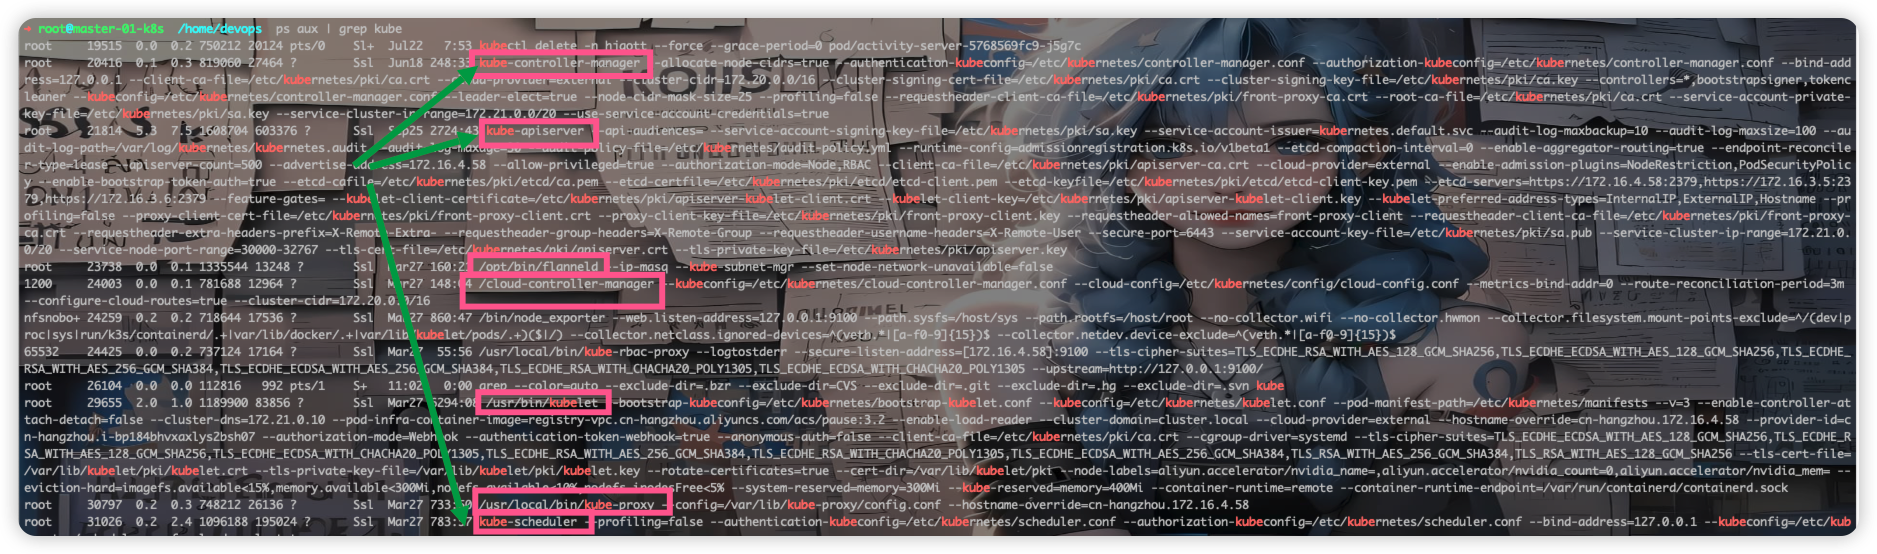 → root@master-01-k8s  /home/devops  ps aux | grep kube
root     19515  0.0  0.2 750212 20124 pts/0    Sl+  Jul22   7:53 kubectl delete -n higott --force --grace-period=0 pod/activity-server-5768569fc9-j5g7c
root     20416  0.1  0.3 819060 27464 ?        Ssl  Jun18 248:33 kube-controller-manager --allocate-node-cidrs=true --authentication-kubeconfig=/etc/kubernetes/controller-manager.conf --authorization-kubeconfig=/etc/kubernetes/controller-manager.conf --bind-add
ress=127.0.0.1 --client-ca-file=/etc/kubernetes/pki/ca.crt --cloud-provider=external --cluster-cidr=172.20.0.0/16 --cluster-signing-cert-file=/etc/kubernetes/pki/ca.crt --cluster-signing-key-file=/etc/kubernetes/pki/ca.key --controllers=*,bootstrapsigner,tokenc
leaner --kubeconfig=/etc/kubernetes/controller-manager.conf --leader-elect=true --node-cidr-mask-size=25 --profiling=false --requestheader-client-ca-file=/etc/kubernetes/pki/front-proxy-ca.crt --root-ca-file=/etc/kubernetes/pki/ca.crt --service-account-private-
key-file=/etc/kubernetes/pki/sa.key --service-cluster-ip-range=172.21.0.0/20 --use-service-account-credentials=true
root     21814  5.3  7.5 1608704 603376 ?      Ssl  Sep25 2724:43 kube-apiserver --api-audiences= --service-account-signing-key-file=/etc/kubernetes/pki/sa.key --service-account-issuer=kubernetes.default.svc --audit-log-maxbackup=10 --audit-log-maxsize=100 --au
dit-log-path=/var/log/kubernetes/kubernetes.audit --audit-log-maxage=30 --audit-policy-file=/etc/kubernetes/audit-policy.yml --runtime-config=admissionregistration.k8s.io/v1beta1 --etcd-compaction-interval=0 --enable-aggregator-routing=true --endpoint-reconcile
r-type=lease --apiserver-count=500 --advertise-address=172.16.4.58 --allow-privileged=true --authorization-mode=Node,RBAC --client-ca-file=/etc/kubernetes/pki/apiserver-ca.crt --cloud-provider=external --enable-admission-plugins=NodeRestriction,PodSecurityPolic
y --enable-bootstrap-token-auth=true --etcd-cafile=/etc/kubernetes/pki/etcd/ca.pem --etcd-certfile=/etc/kubernetes/pki/etcd/etcd-client.pem --etcd-keyfile=/etc/kubernetes/pki/etcd/etcd-client-key.pem --etcd-servers=https://172.16.4.58:2379,https://172.16.3.5:23
79,https://172.16.3.6:2379 --feature-gates= --kubelet-client-certificate=/etc/kubernetes/pki/apiserver-kubelet-client.crt --kubelet-client-key=/etc/kubernetes/pki/apiserver-kubelet-client.key --kubelet-preferred-address-types=InternalIP,ExternalIP,Hostname --pr
ofiling=false --proxy-client-cert-file=/etc/kubernetes/pki/front-proxy-client.crt --proxy-client-key-file=/etc/kubernetes/pki/front-proxy-client.key --requestheader-allowed-names=front-proxy-client --requestheader-client-ca-file=/etc/kubernetes/pki/front-proxy-
ca.crt --requestheader-extra-headers-prefix=X-Remote-Extra- --requestheader-group-headers=X-Remote-Group --requestheader-username-headers=X-Remote-User --secure-port=6443 --service-account-key-file=/etc/kubernetes/pki/sa.pub --service-cluster-ip-range=172.21.0.
0/20 --service-node-port-range=30000-32767 --tls-cert-file=/etc/kubernetes/pki/apiserver.crt --tls-private-key-file=/etc/kubernetes/pki/apiserver.key
root     23738  0.0  0.1 1335544 13248 ?       Ssl  Mar27 160:21 /opt/bin/flanneld --ip-masq --kube-subnet-mgr --set-node-network-unavailable=false
1200     24003  0.0  0.1 781688 12964 ?        Ssl  Mar27 148:04 /cloud-controller-manager --kubeconfig=/etc/kubernetes/cloud-controller-manager.conf --cloud-config=/etc/kubernetes/config/cloud-config.conf --metrics-bind-addr=0 --route-reconciliation-period=3m
--configure-cloud-routes=true --cluster-cidr=172.20.0.0/16
nfsnobo+ 24259  0.2  0.2 718644 17536 ?        Ssl  Mar27 860:47 /bin/node_exporter --web.listen-address=127.0.0.1:9100 --path.sysfs=/host/sys --path.rootfs=/host/root --no-collector.wifi --no-collector.hwmon --collector.filesystem.mount-points-exclude=^/(dev|p
roc|sys|run/k3s/containerd/.+|var/lib/docker/.+|var/lib/kubelet/pods/.+)($|/) --collector.netclass.ignored-devices=^(veth.*|[a-f0-9]{15})$ --collector.netdev.device-exclude=^(veth.*|[a-f0-9]{15})$
65532    24425  0.0  0.2 737124 17164 ?        Ssl  Mar27  55:56 /usr/local/bin/kube-rbac-proxy --logtostderr --secure-listen-address=[172.16.4.58]:9100 --tls-cipher-suites=TLS_ECDHE_RSA_WITH_AES_128_GCM_SHA256,TLS_ECDHE_ECDSA_WITH_AES_128_GCM_SHA256,TLS_ECDHE_
RSA_WITH_AES_256_GCM_SHA384,TLS_ECDHE_ECDSA_WITH_AES_256_GCM_SHA384,TLS_ECDHE_RSA_WITH_CHACHA20_POLY1305,TLS_ECDHE_ECDSA_WITH_CHACHA20_POLY1305 --upstream=http://127.0.0.1:9100/
root     26104  0.0  0.0 112816   992 pts/1    S+   11:02   0:00 grep --color=auto --exclude-dir=.bzr --exclude-dir=CVS --exclude-dir=.git --exclude-dir=.hg --exclude-dir=.svn kube
root     29655  2.0  1.0 1189900 83856 ?       Ssl  Mar27 6294:08 /usr/bin/kubelet --bootstrap-kubeconfig=/etc/kubernetes/bootstrap-kubelet.conf --kubeconfig=/etc/kubernetes/kubelet.conf --pod-manifest-path=/etc/kubernetes/manifests --v=3 --enable-controller-at
tach-detach=false --cluster-dns=172.21.0.10 --pod-infra-container-image=registry-vpc.cn-hangzhou.aliyuncs.com/acs/pause:3.2 --enable-load-reader --cluster-domain=cluster.local --cloud-provider=external --hostname-override=cn-hangzhou.172.16.4.58 --provider-id=c
n-hangzhou.i-bp184bhvxaxlys2bsh07 --authorization-mode=Webhook --authentication-token-webhook=true --anonymous-auth=false --client-ca-file=/etc/kubernetes/pki/ca.crt --cgroup-driver=systemd --tls-cipher-suites=TLS_ECDHE_RSA_WITH_AES_128_GCM_SHA256,TLS_ECDHE_R
SA_WITH_AES_128_GCM_SHA256,TLS_ECDHE_ECDSA_WITH_CHACHA20_POLY1305,TLS_ECDHE_RSA_WITH_AES_256_GCM_SHA384,TLS_ECDHE_RSA_WITH_CHACHA20_POLY1305,TLS_ECDHE_ECDSA_WITH_AES_256_GCM_SHA384,TLS_RSA_WITH_AES_256_GCM_SHA384,TLS_RSA_WITH_AES_128_GCM_SHA256 --tls-cert-file=
/var/lib/kubelet/pki/kubelet.crt --tls-private-key-file=/var/lib/kubelet/pki/kubelet.key --rotate-certificates=true --cert-dir=/var/lib/kubelet/pki --node-labels=aliyun.accelerator/nvidia_name=,aliyun.accelerator/nvidia_count=0,aliyun.accelerator/nvidia_mem= --
eviction-hard=imagefs.available<15%,memory.available<300Mi,nodefs.available<10%,nodefs.inodesFree<5% --system-reserved=memory=300Mi --kube-reserved=memory=400Mi --container-runtime=remote --container-runtime-endpoint=/var/run/containerd/containerd.sock
root     30797  0.2  0.3 748212 26136 ?        Ssl  Mar27 733: /usr/local/bin/kube-proxy --config=/var/lib/kube-proxy/config.conf --hostname-override=cn-hangzhou.172.16.4.58
root     31026  0.2  2.4 1096188 195024 ?      Ssl  Mar27 783:37 kube-scheduler --profiling=false --authentication-kubeconfig=/etc/kubernetes/scheduler.conf --authorization-kubeconfig=/etc/kubernetes/scheduler.conf --bind-address=127.0.0.1 --kubeconfig=/etc/kub